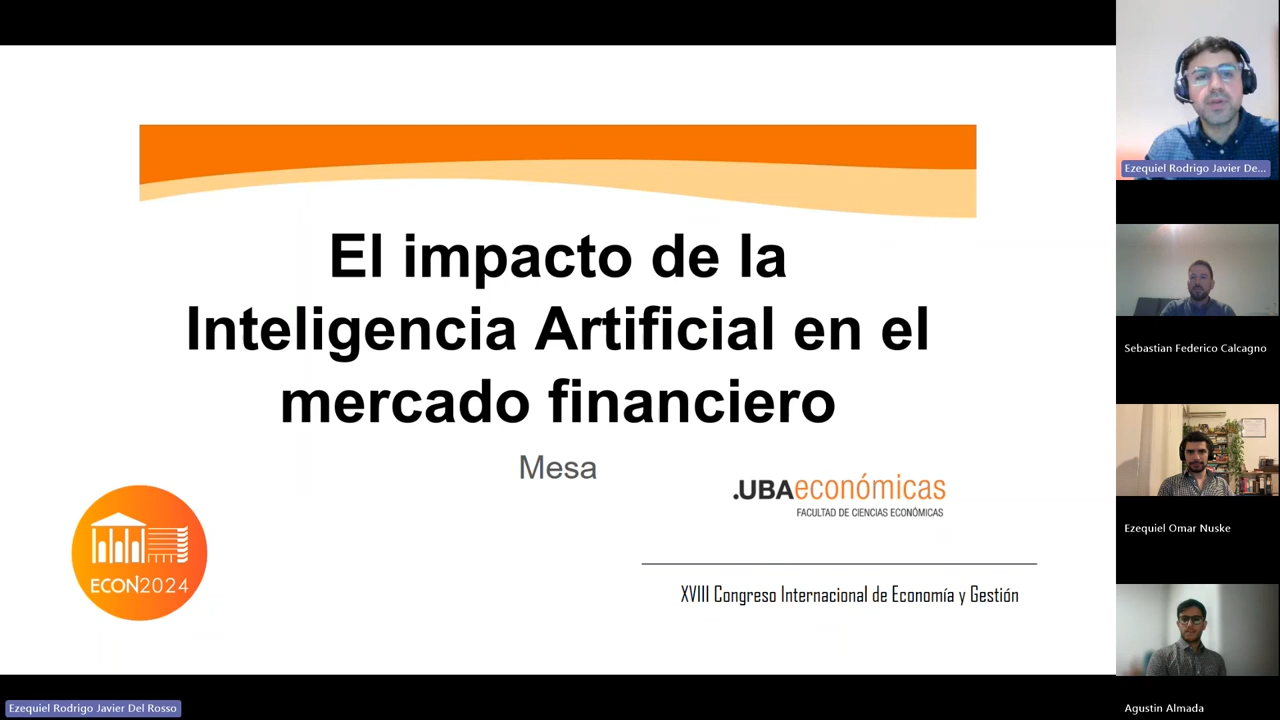 El impacto de la
Inteligencia Artificial en el
mercado financiero
Mesa
.UBAeconómicas
FACULTAD DE CIENCIAS ECONÓMICAS
ECON2024
XVIII Congreso Internacional de Economía y Gestión
Ezequiel Rodrigo Javier Del Rosso
Ezequiel Rodrigo Javier De...
Sebastian Federico Calcagno
Ezequiel Omar Nuske
Agustin Almada